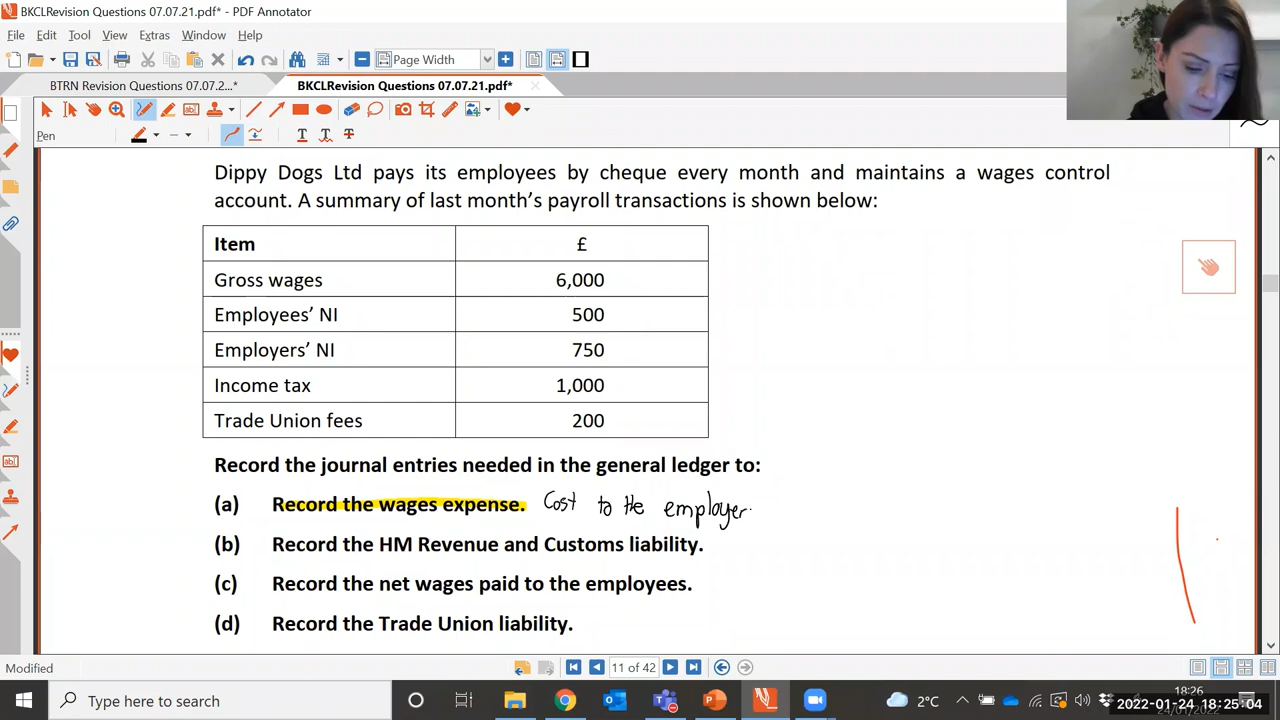 BKCLRevision Questions 07.07.21.pdf* - PDF Annotator
File Edit Tool View Extras Window Help
Page Width
BTRN Revision Questions 07.07.2...* BKCLRevision Questions 07.07.21.pdf*
Pen
Dippy Dogs Ltd pays its employees by cheque every month and maintains a wages control
account. A summary of last month's payroll transactions is shown below:
Item £
Gross wages 6,000
Employees' NI 500
Employers' NI 750
Income tax 1,000
Trade Union fees 200
Record the journal entries needed in the general ledger to:
(a) Record the wages expense. Cost to the employer.
(b) Record the HM Revenue and Customs liability.
(c) Record the net wages paid to the employees.
(d) Record the Trade Union liability.
Modified 11 of 42
Type here to search 2°C 18:26
2022-01-24 18:25:04